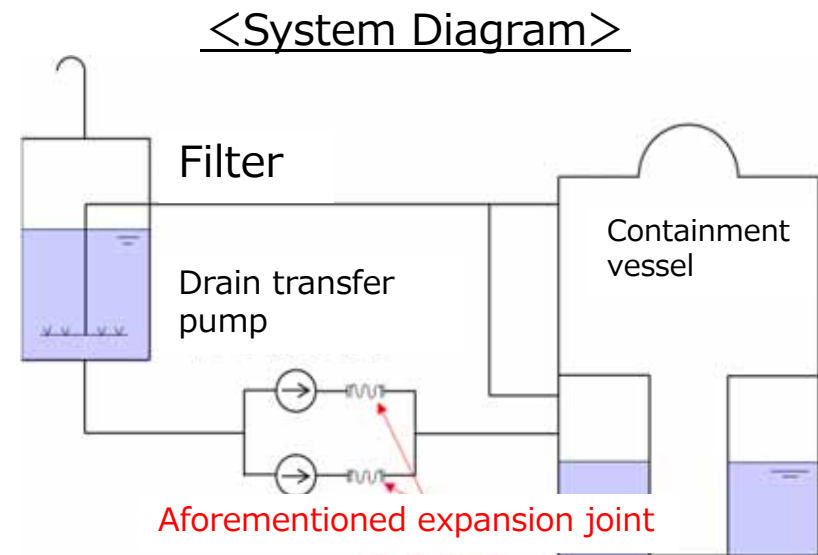 ＜System Diagram＞
Filter
Containment
vessel
Drain transfer
pump
Aforementioned expansion joint